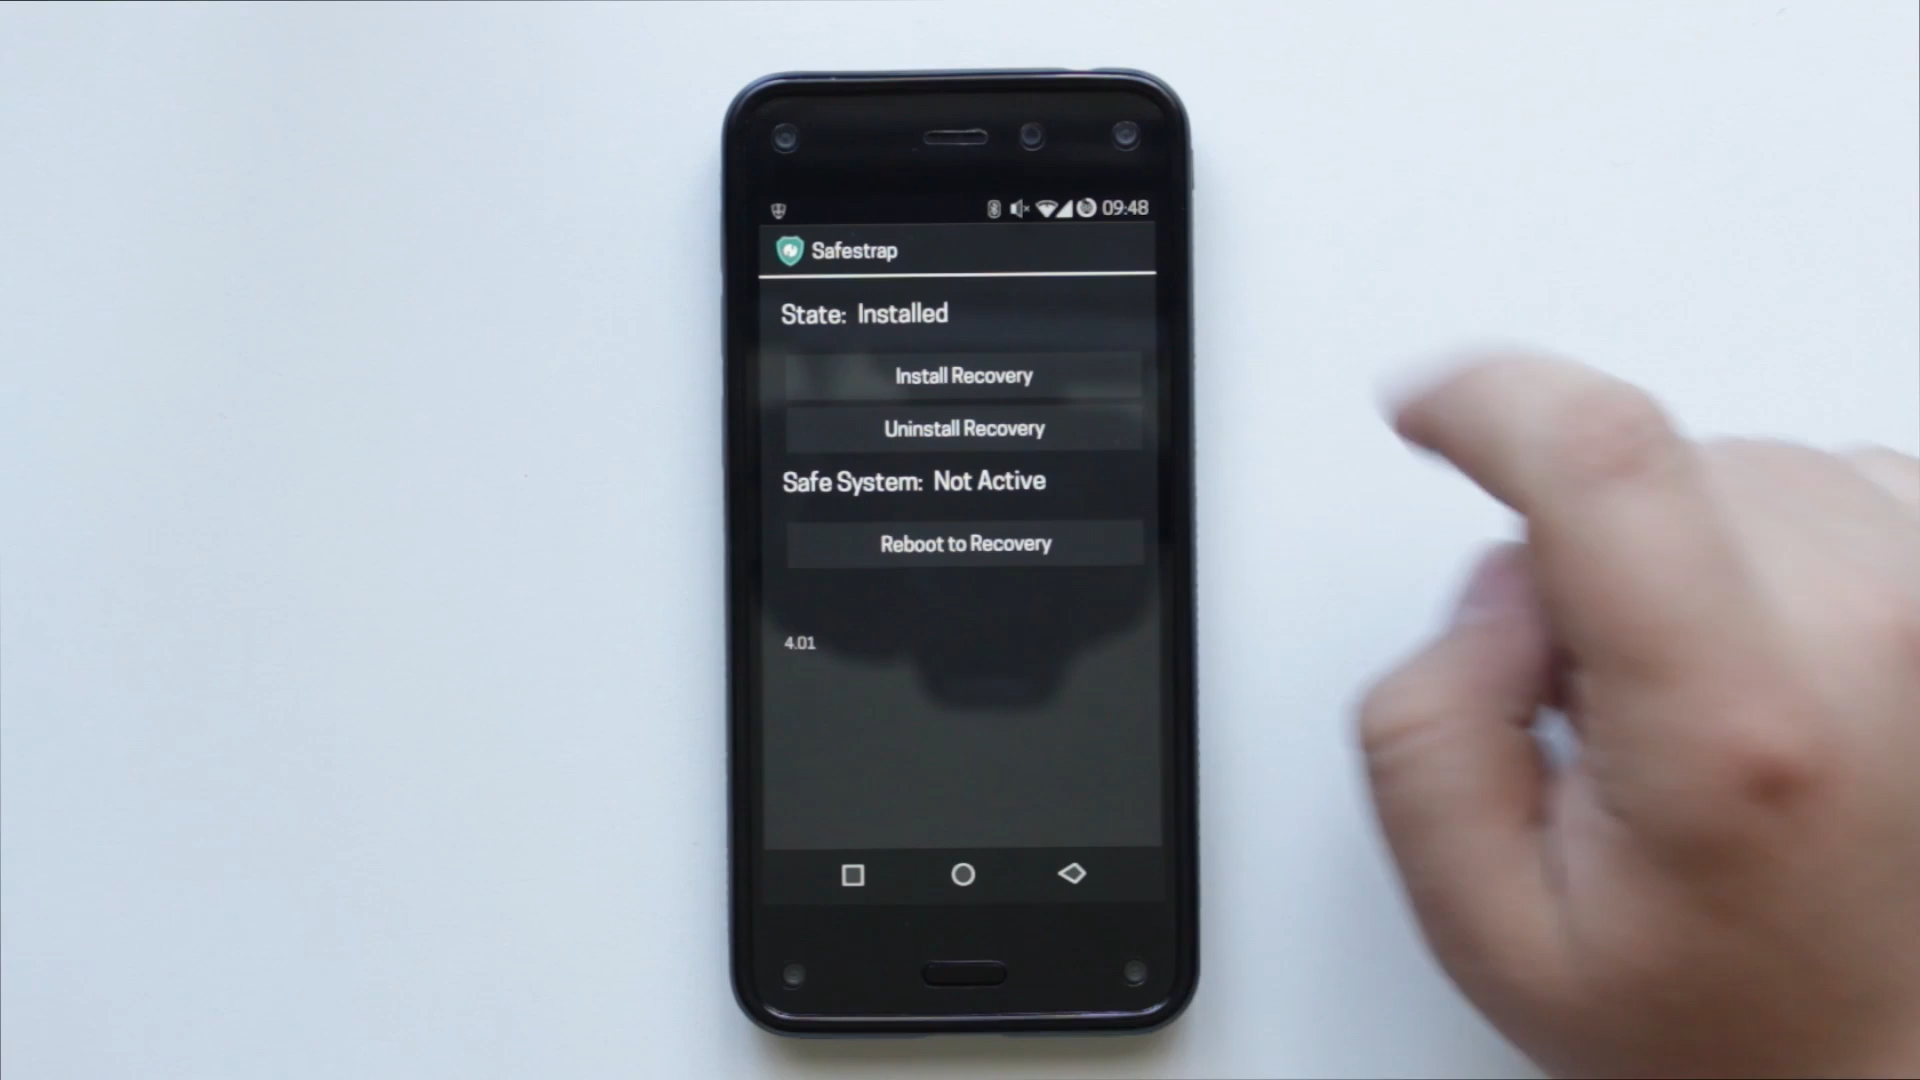 09:48
Safestrap
State: Installed
Install Recovery
Uninstall Recovery
Safe System: Not Active
Reboot to Recovery
4.01